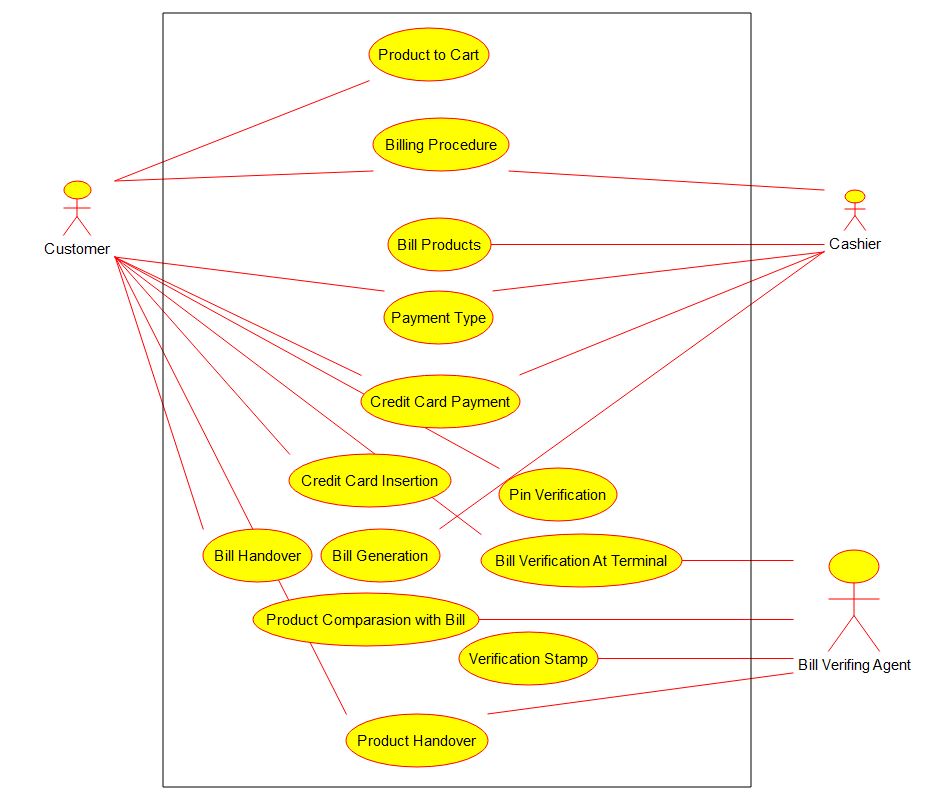 Product to Cart
Billing Procedure
Customer
Bill Products
Cashier
Payment Type
Credit Card Payment
Credit Card Insertion
Pin Verification
Bill Handover
Bill Generation
Bill Verification At Terminal
Product Comparasion with Bill
Verification Stamp
Bill Verifing Agent
Product Handover